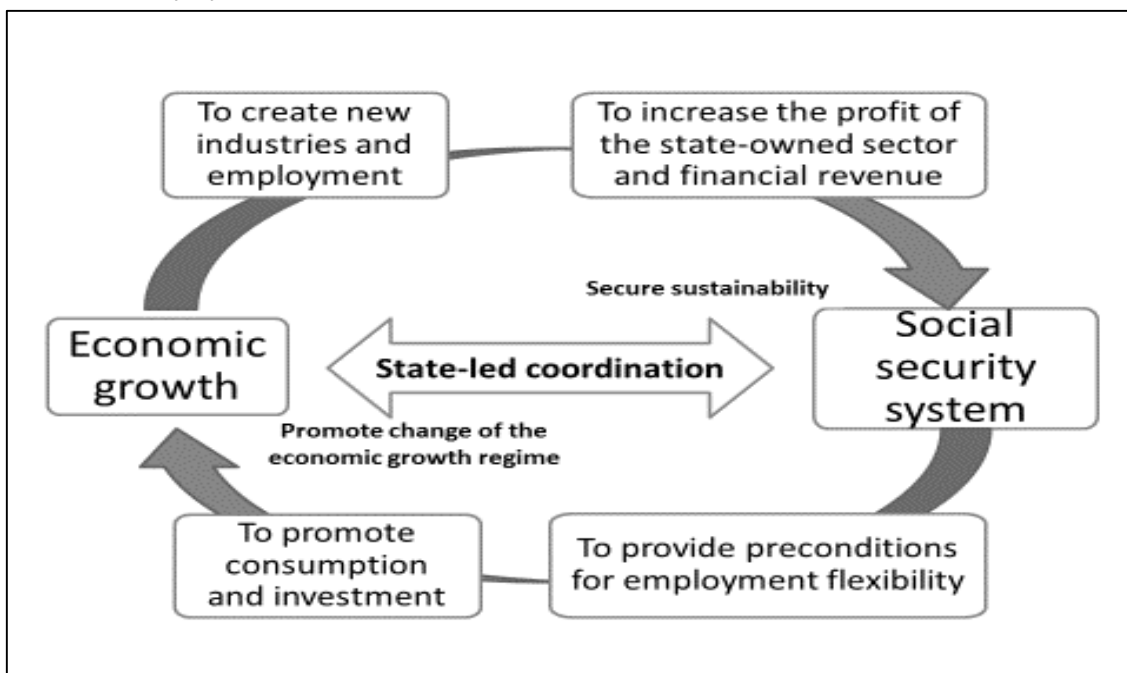 To create new
industries and
employment
To increase the profit of
the state-owned sector
and financial revenue
Secure sustainability
Economic
growth
State-led coordination
Social
security
system
Promote change of the
economic growth regime
To promote
consumption
and investment
To provide preconditions
for employment flexibility